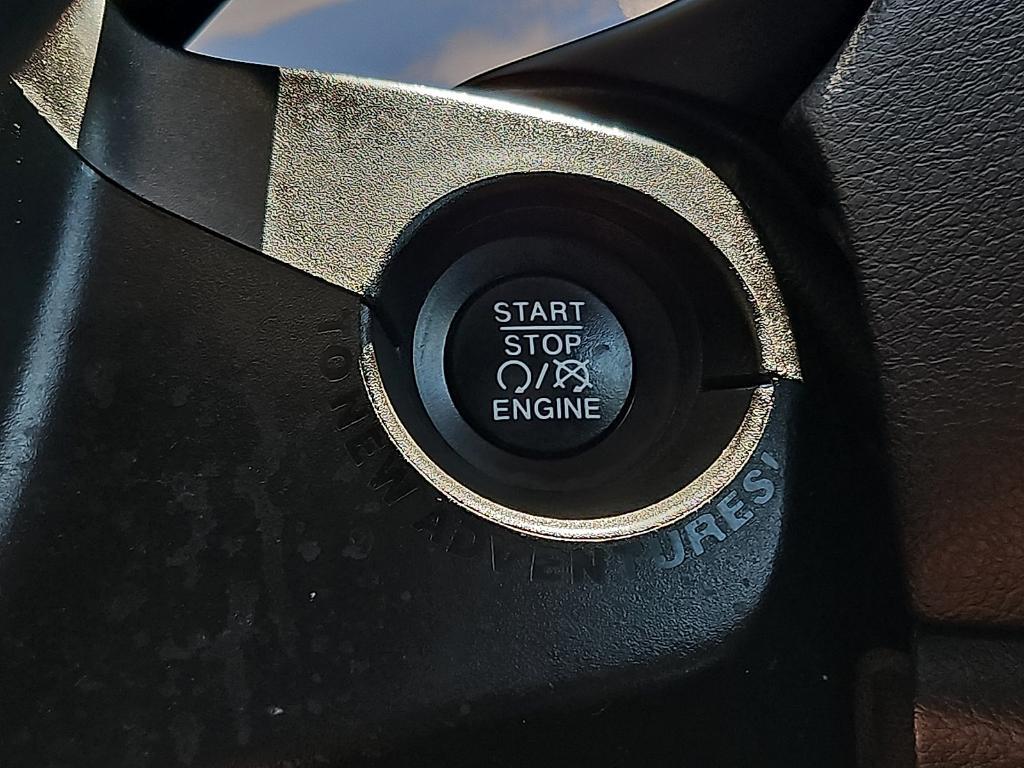 START
STOP
/
ENGINE
TO NEW ADVENTURES!